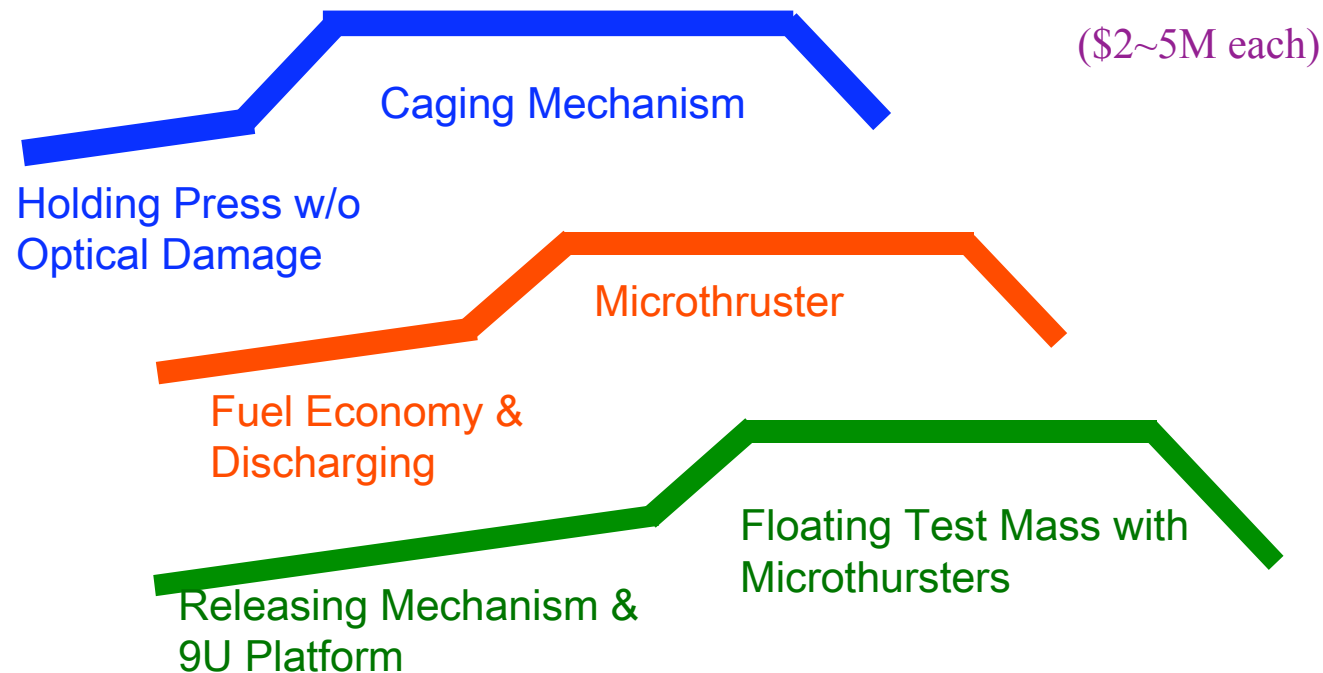 ($2~5M each)
Caging Mechanism
Holding Press w/o
Optical Damage
Microthruster
Fuel Economy &
Discharging
Floating Test Mass with
Microthursters
Releasing Mechanism &
9U Platform